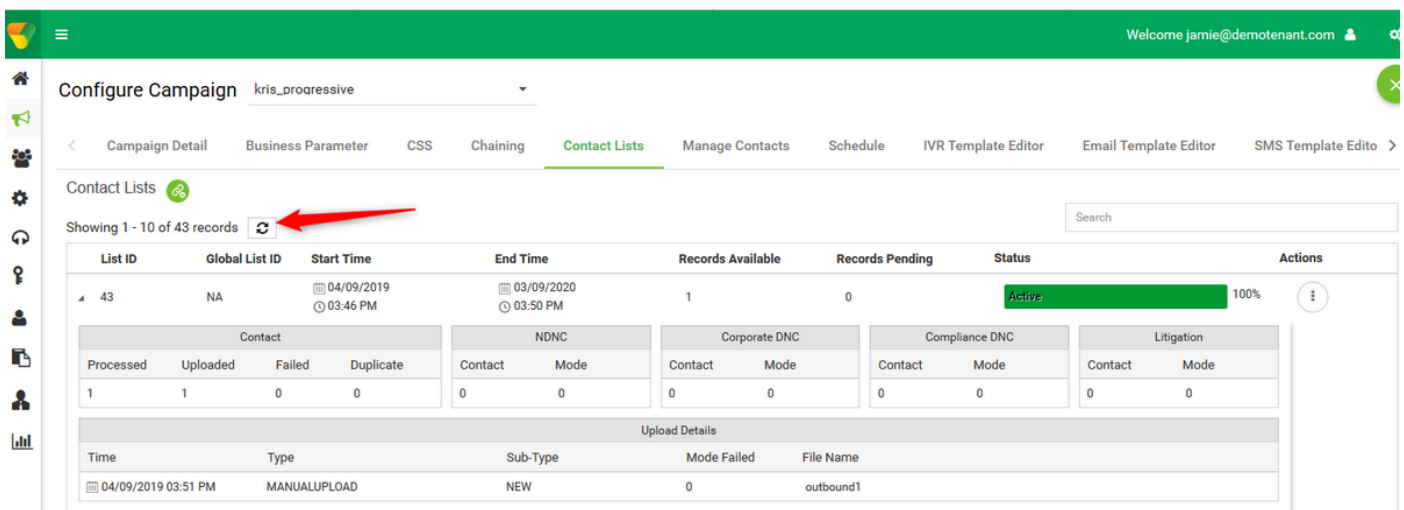 Welcome jamie@demotenant.com
Configure Campaign kris_progressive
Campaign Detail Business Parameter CSS Chaining Contact Lists Manage Contacts Schedule IVR Template Editor Email Template Editor SMS Template Edito
Contact Lists
Showing 1 - 10 of 43 records Search
List ID Global List ID Start Time End Time Records Available Records Pending Status Actions
43 NA 04/09/2019 03:46 PM 03/09/2020 03:50 PM 1 0 Active 100%
Contact NDNC Corporate DNC Compliance DNC Litigation
Processed Uploaded Failed Duplicate Contact Mode Contact Mode Contact Mode Contact Mode
1 1 0 0 0 0 0 0 0 0 0 0
Upload Details
Time Type Sub-Type Mode Failed File Name
04/09/2019 03:51 PM MANUALUPLOAD NEW 0 outbound1